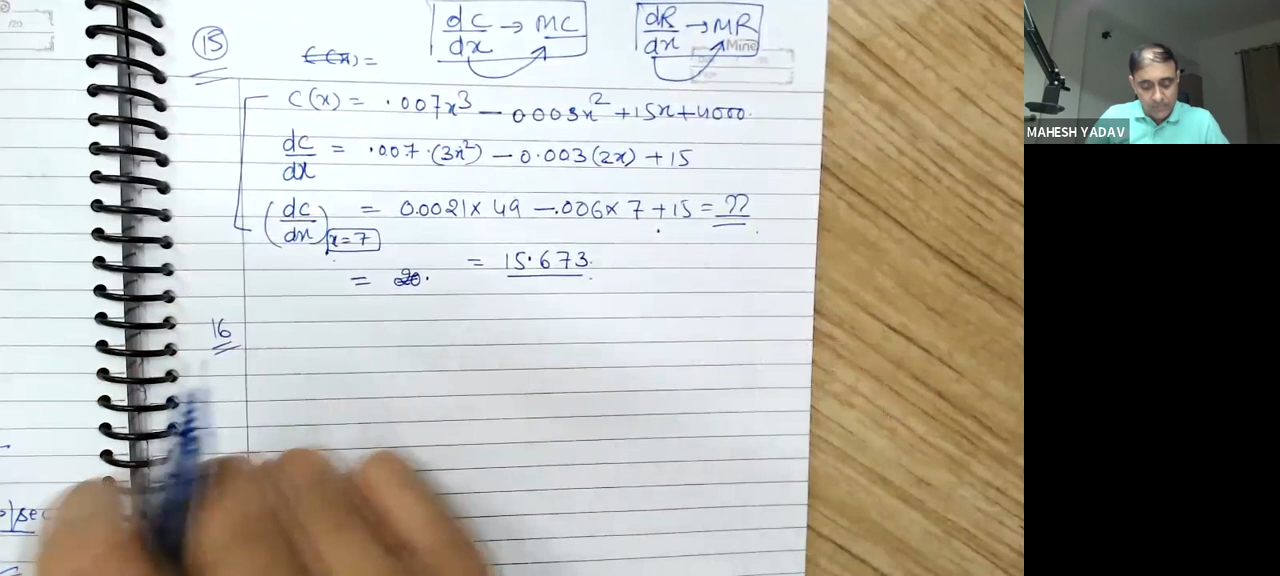 15
dC/dx → MC
dR/dx → MR
Mine
C(x) =
C(x) = .007x³ - 0.003x² + 15x + 4000.
dC/dx = .007.(3x²) - 0.003(2x) + 15
(dC/dx) x=7 = 0.0021 × 49 - .006 × 7 + 15 = ??
= 15.673.
=
16
MAHESH YADAV